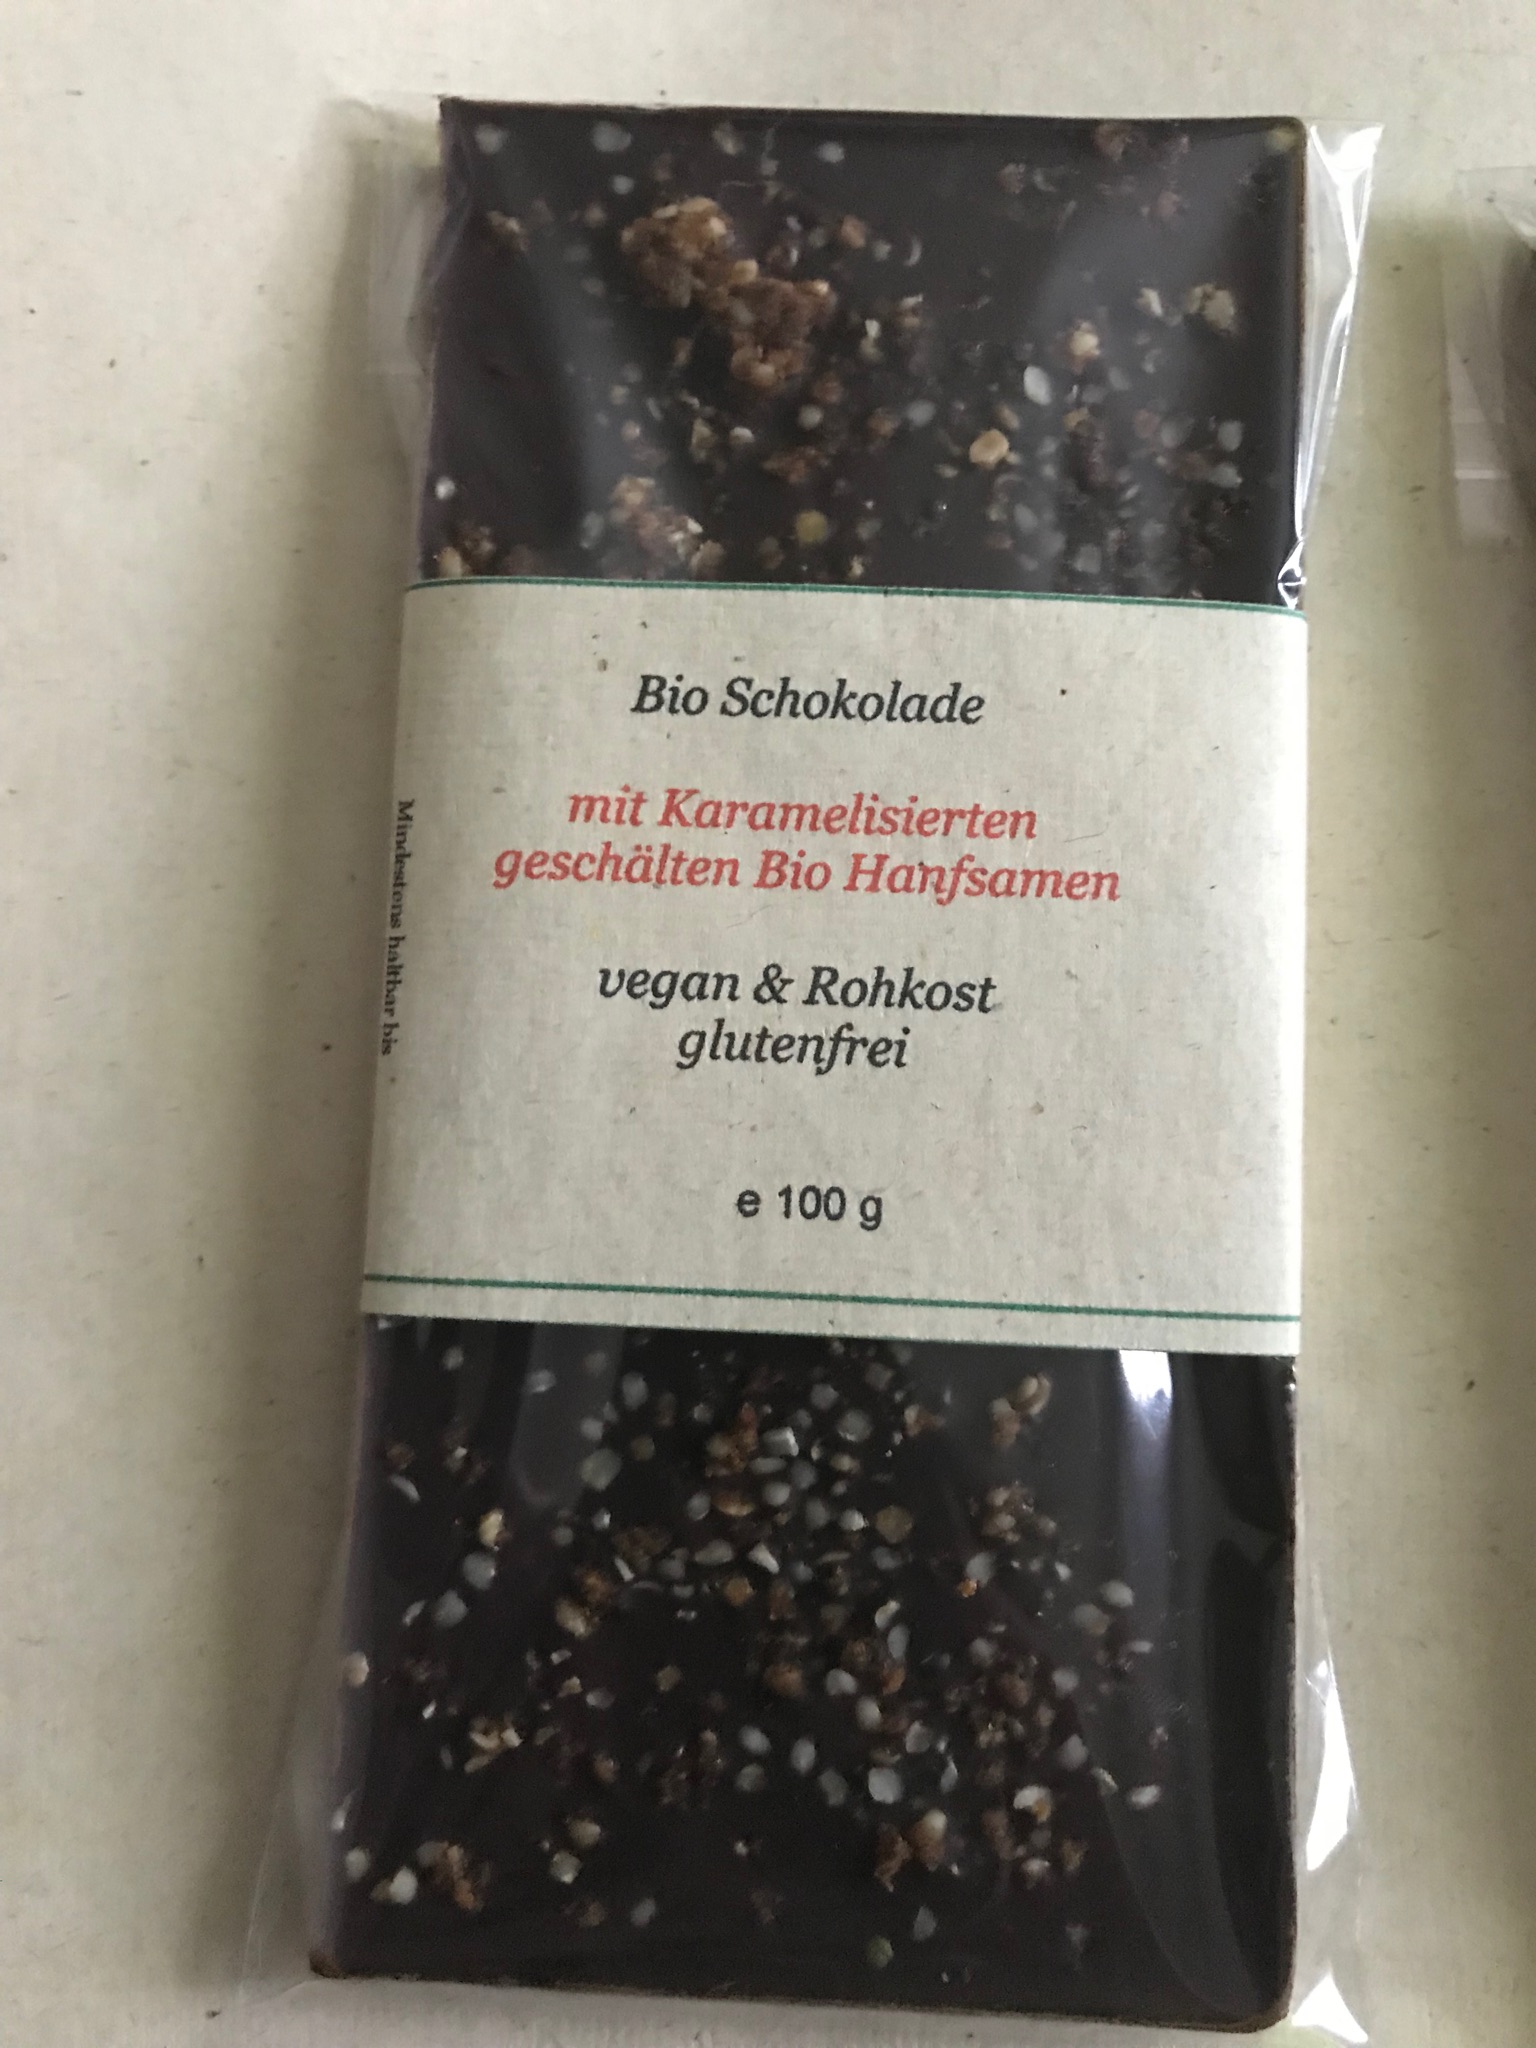 Bio Schokolade
mit Karamelisierten
geschälten Bio Hanfsamen
vegan & Rohkost
glutenfrei
e 100 g
Mindestens haltbar bis